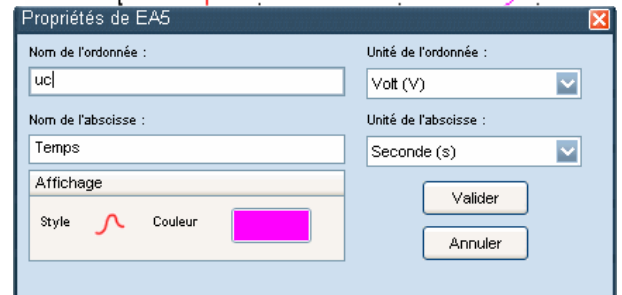 Propriétés de EA5
Nom de l'ordonnée :
Unité de l'ordonnée :
uc
Volt (V)
Nom de l'abscisse :
Unité de l'abscisse :
Temps
Seconde (s)
Affichage
Style
Couleur
Valider
Annuler